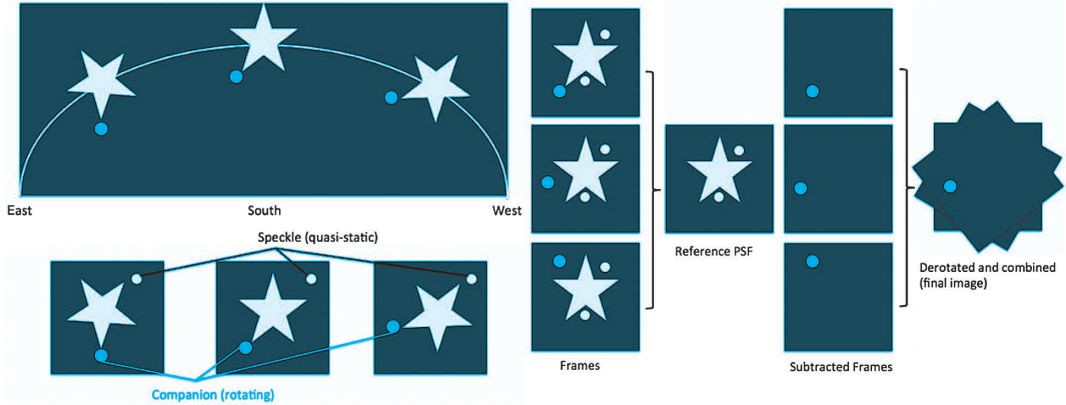 East
South
West
Speckle (quasi-static)
Companion (rotating)
Frames
Reference PSF
Subtracted Frames
Derotated and combined
(final image)